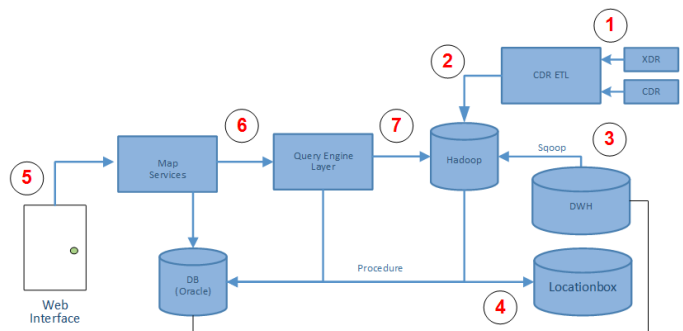 1
XDR
2
CDR ETL
CDR
6
7
3
Sqoop
Map
Services
Query Engine
Layer
Hadoop
5
DWH
DB
(Oracle)
Procedure
Locationbox
4
Web
Interface